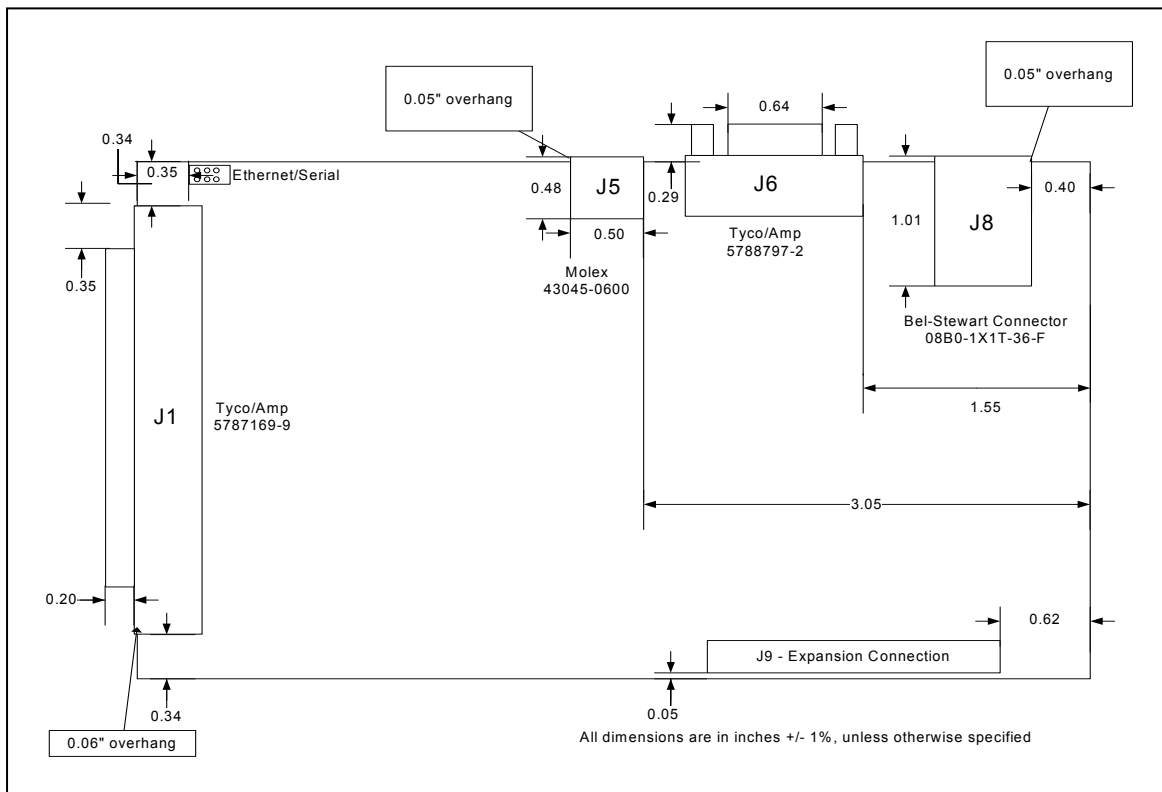 0.05" overhang
0.05" overhang
0.64
0.34
0.35
Ethernet/Serial
0.48
J5
0.29
J6
0.40
1.01
J8
0.50
Tyco/Amp
5788797-2
Molex
43045-0600
0.35
Bel-Stewart Connector
08B0-1X1T-36-F
J1
Tyco/Amp
5787169-9
1.55
3.05
0.20
0.62
J9 - Expansion Connection
0.34
0.05
0.06" overhang
All dimensions are in inches +/- 1%, unless otherwise specified